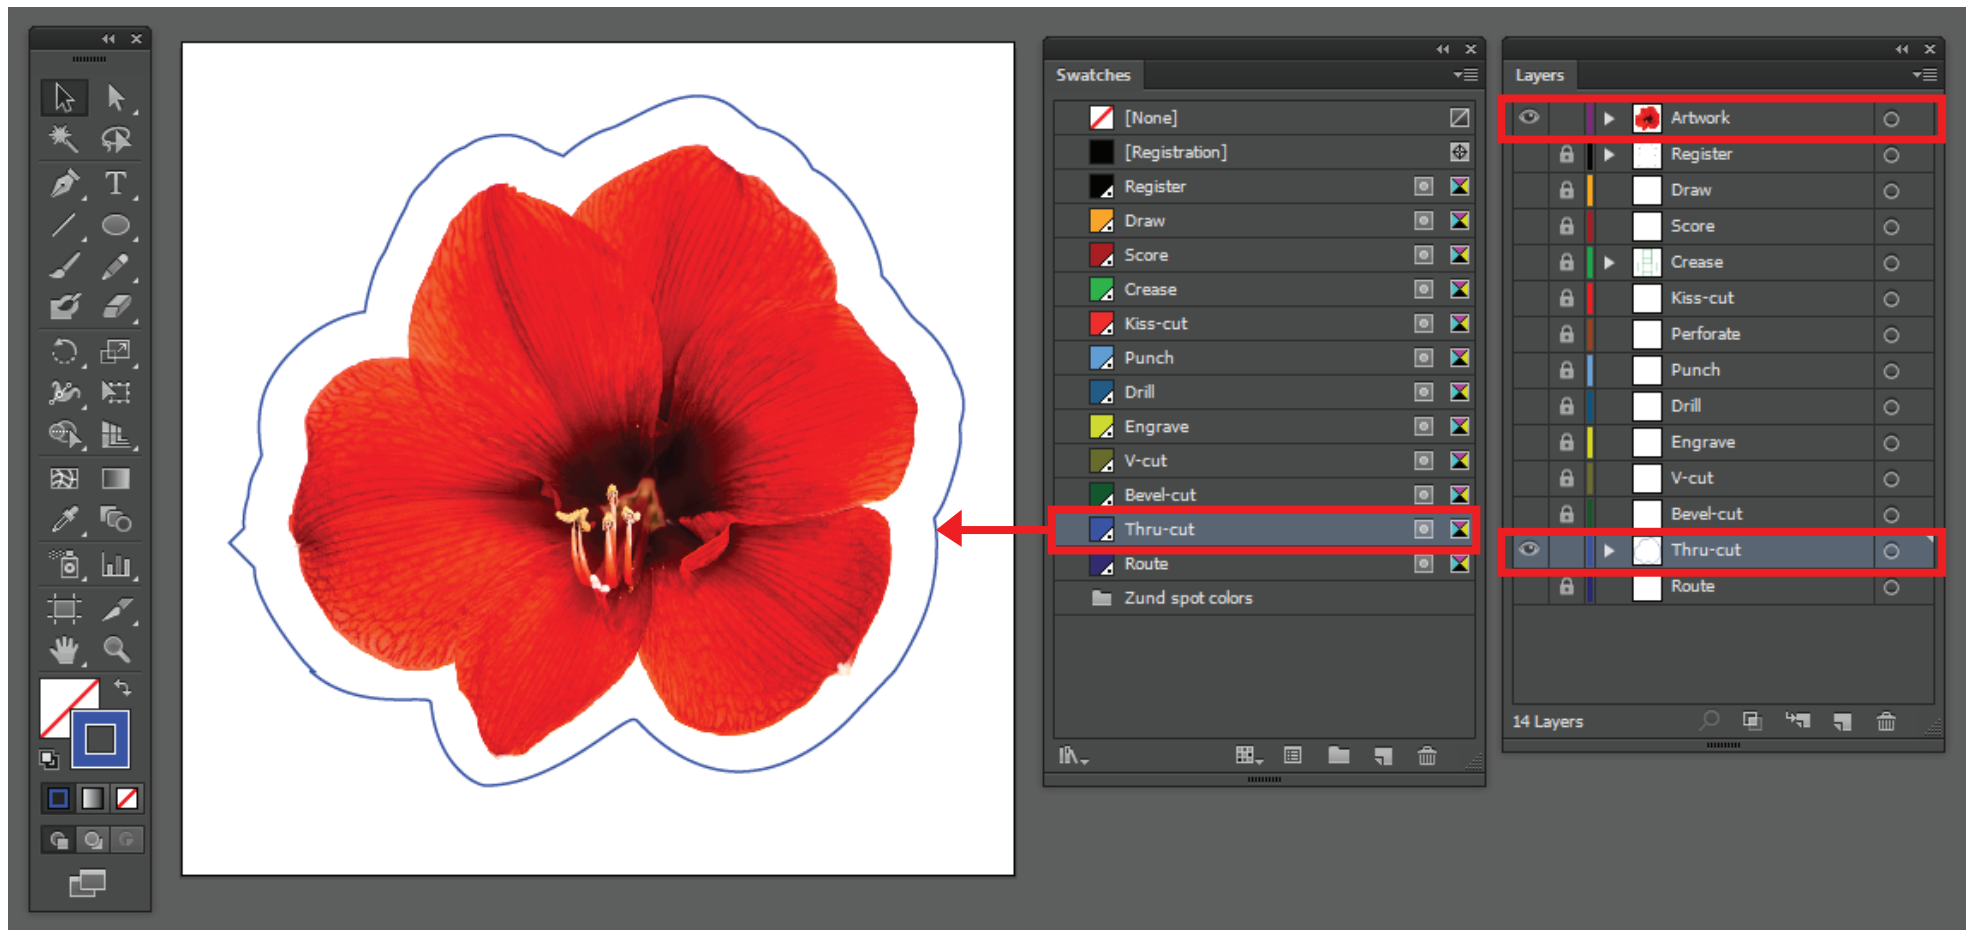 Swatches
[None]
[Registration]
Register
Draw
Score
Crease
Kiss-cut
Punch
Drill
Engrave
V-cut
Bevel-cut
Thru-cut
Route
Zund spot colors
Layers
Artwork
Register
Draw
Score
Crease
Kiss-cut
Perforate
Punch
Drill
Engrave
V-cut
Bevel-cut
Thru-cut
Route
14 Layers